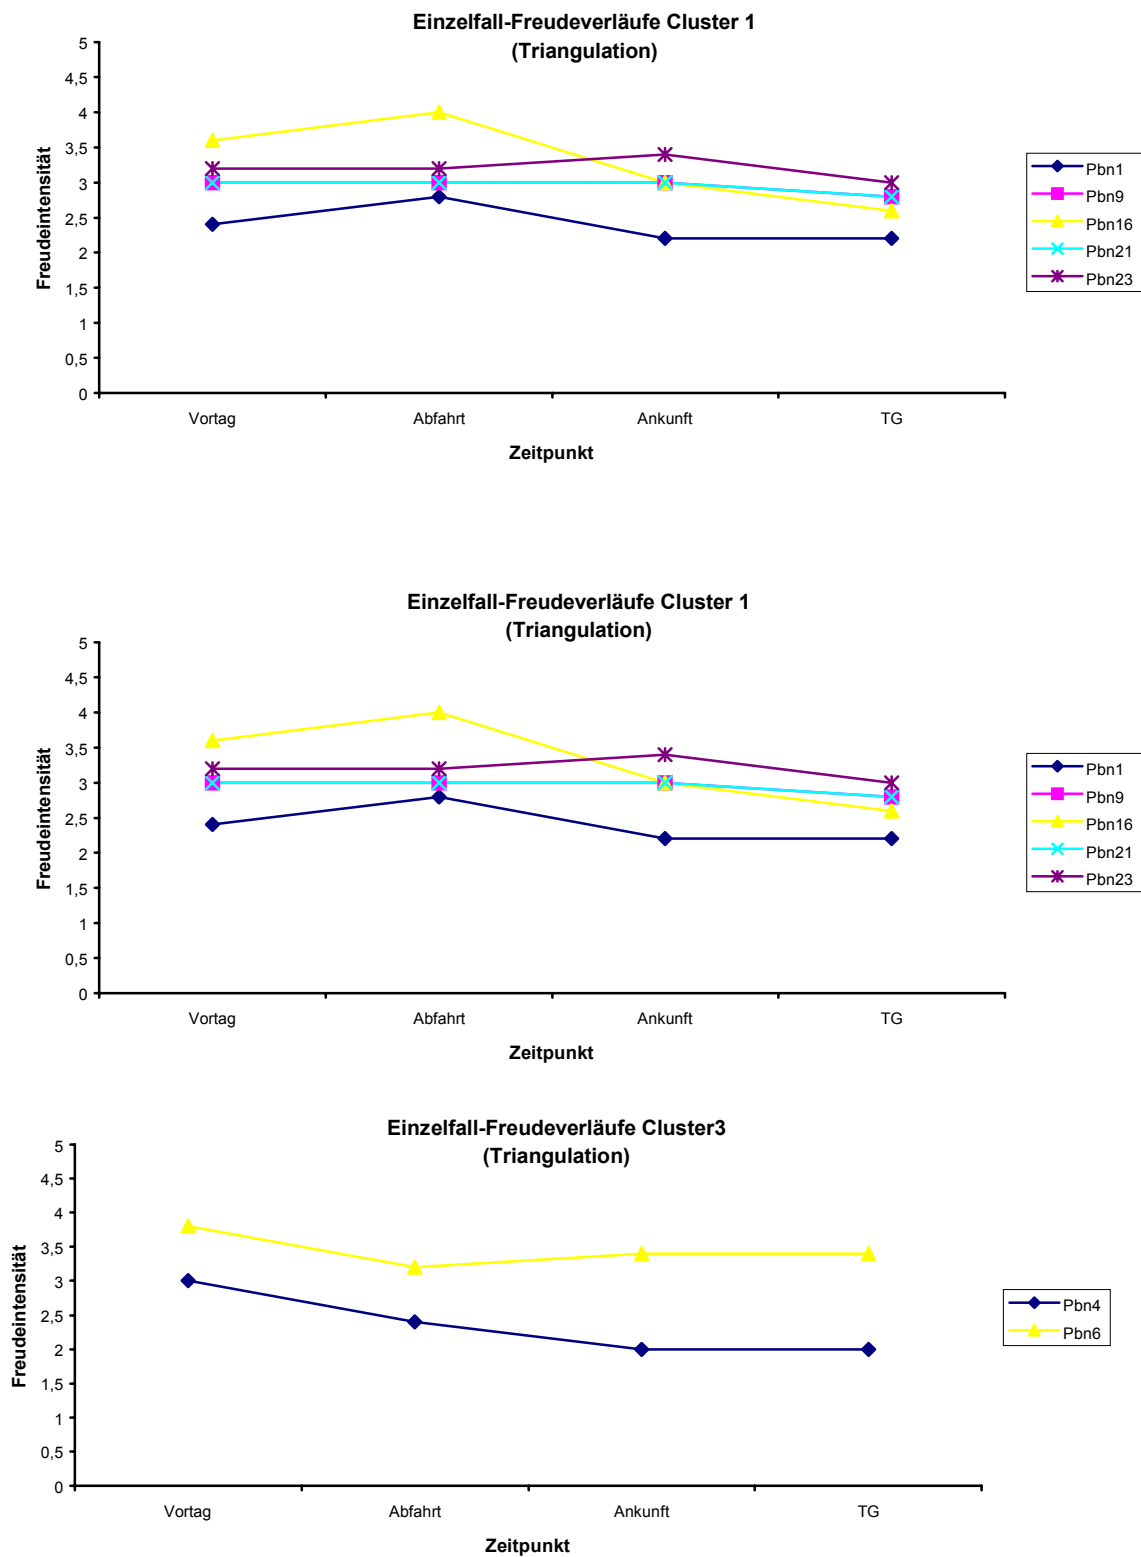 Einzelfall-Freudeverläufe Cluster 1
(Triangulation)
5
4,5
4
3,5
3
2,5
2
1,5
1
0,5
0
Freudeintensität
Vortag Abfahrt Ankunft TG
Zeitpunkt
Pbn1
Pbn9
Pbn16
Pbn21
Pbn23
Einzelfall-Freudeverläufe Cluster 1
(Triangulation)
5
4,5
4
3,5
3
2,5
2
1,5
1
0,5
0
Freudeintensität
Vortag Abfahrt Ankunft TG
Zeitpunkt
Pbn1
Pbn9
Pbn16
Pbn21
Pbn23
Einzelfall-Freudeverläufe Cluster3
(Triangulation)
5
4,5
4
3,5
3
2,5
2
1,5
1
0,5
0
Freudeintensität
Vortag Abfahrt Ankunft TG
Zeitpunkt
Pbn4
Pbn6